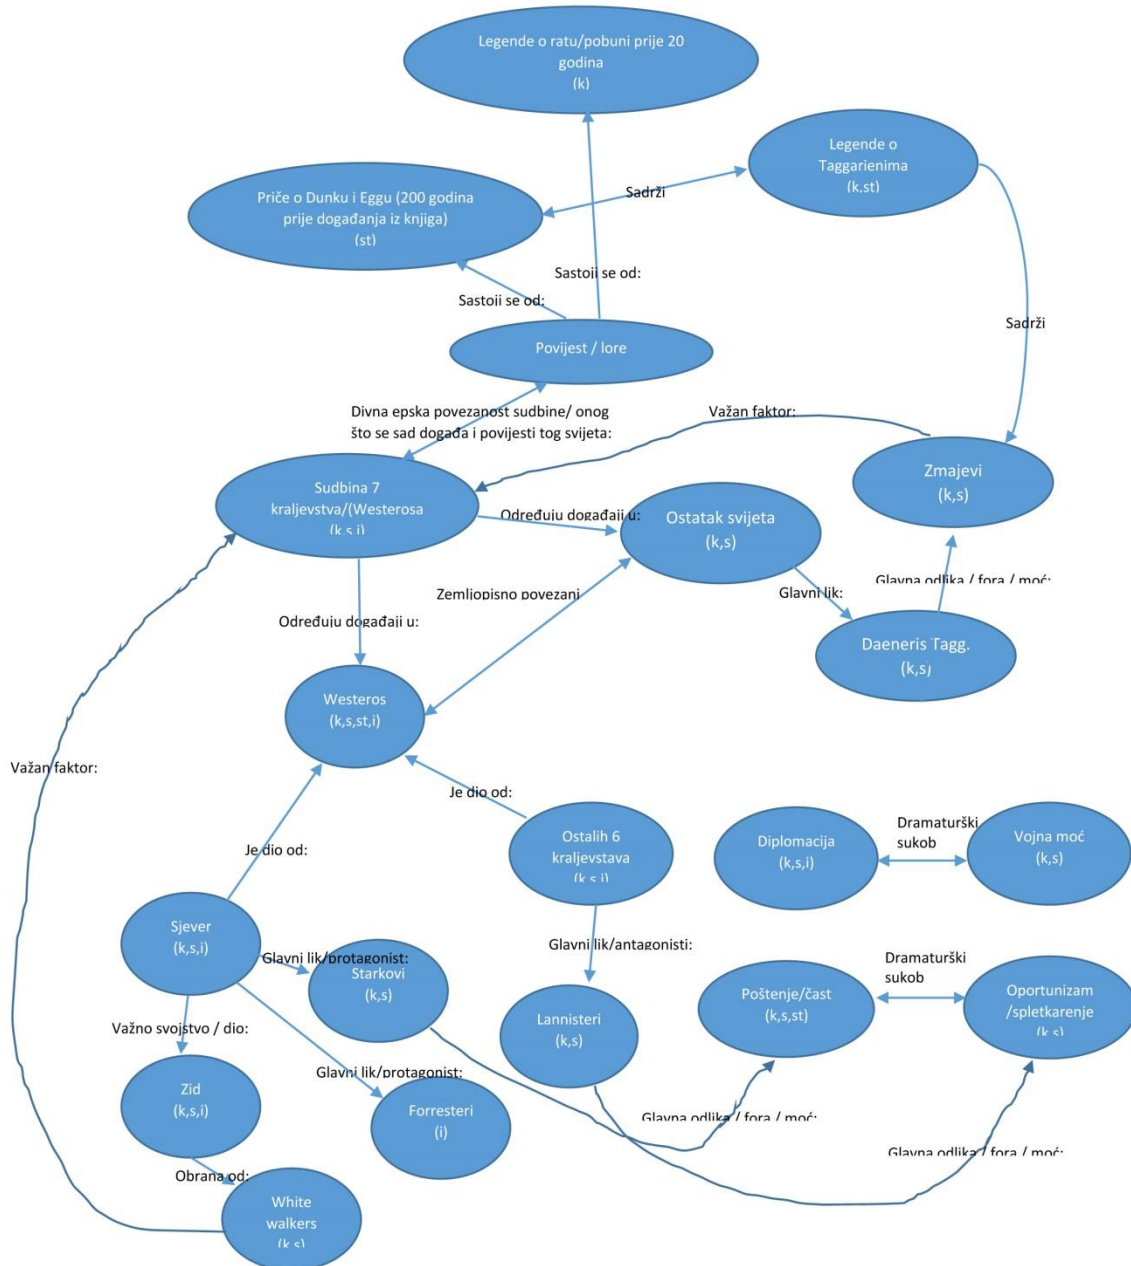 Legende o ratu/pobuni prije 20
godina
(k)
Legende o
Taggarienima
(k,st)
Sadrži
Priče o Dunku i Eggu (200 godina
prije događanja iz knjiga)
(st)
Sastoji se od:
Sastoji se od:
Sadrži
Povijest / lore
Divna epska povezanost sudbine/ onog
što se sad događa i povijesti tog svijeta:
Važan faktor:
Zmajevi
(k,s)
Sudbina 7
kraljevstva/(Westerosa
(k,s,i)
Određuju događaji u:
Ostatak svijeta
(k,s)
Glavna odlika / fora / moć:
Zemljopisno povezani
Glavni lik:
Određuju događaji u:
Daeneris Tagg.
(k,s)
Westeros
(k,s,st,i)
Važan faktor:
Je dio od:
Ostalih 6
kraljevstava
(k,s,i)
Diplomacija
(k,s,i)
Dramaturški
sukob
Vojna moć
(k,s)
Je dio od:
Sjever
(k,s,i)
Glavni lik/protagonist:
Starkovi
(k,s)
Glavni lik/antagonisti:
Lannisteri
(k,s)
Poštenje/čast
(k,s,st)
Dramaturški
sukob
Oportunizam
/spletkarenje
(k,s)
Važno svojstvo / dio:
Glavni lik/protagonist:
Zid
(k,s,i)
Forresteri
(i)
Glavna odlika / fora / moć:
Glavna odlika / fora / moć:
Obrana od:
White
walkers
(k,s)